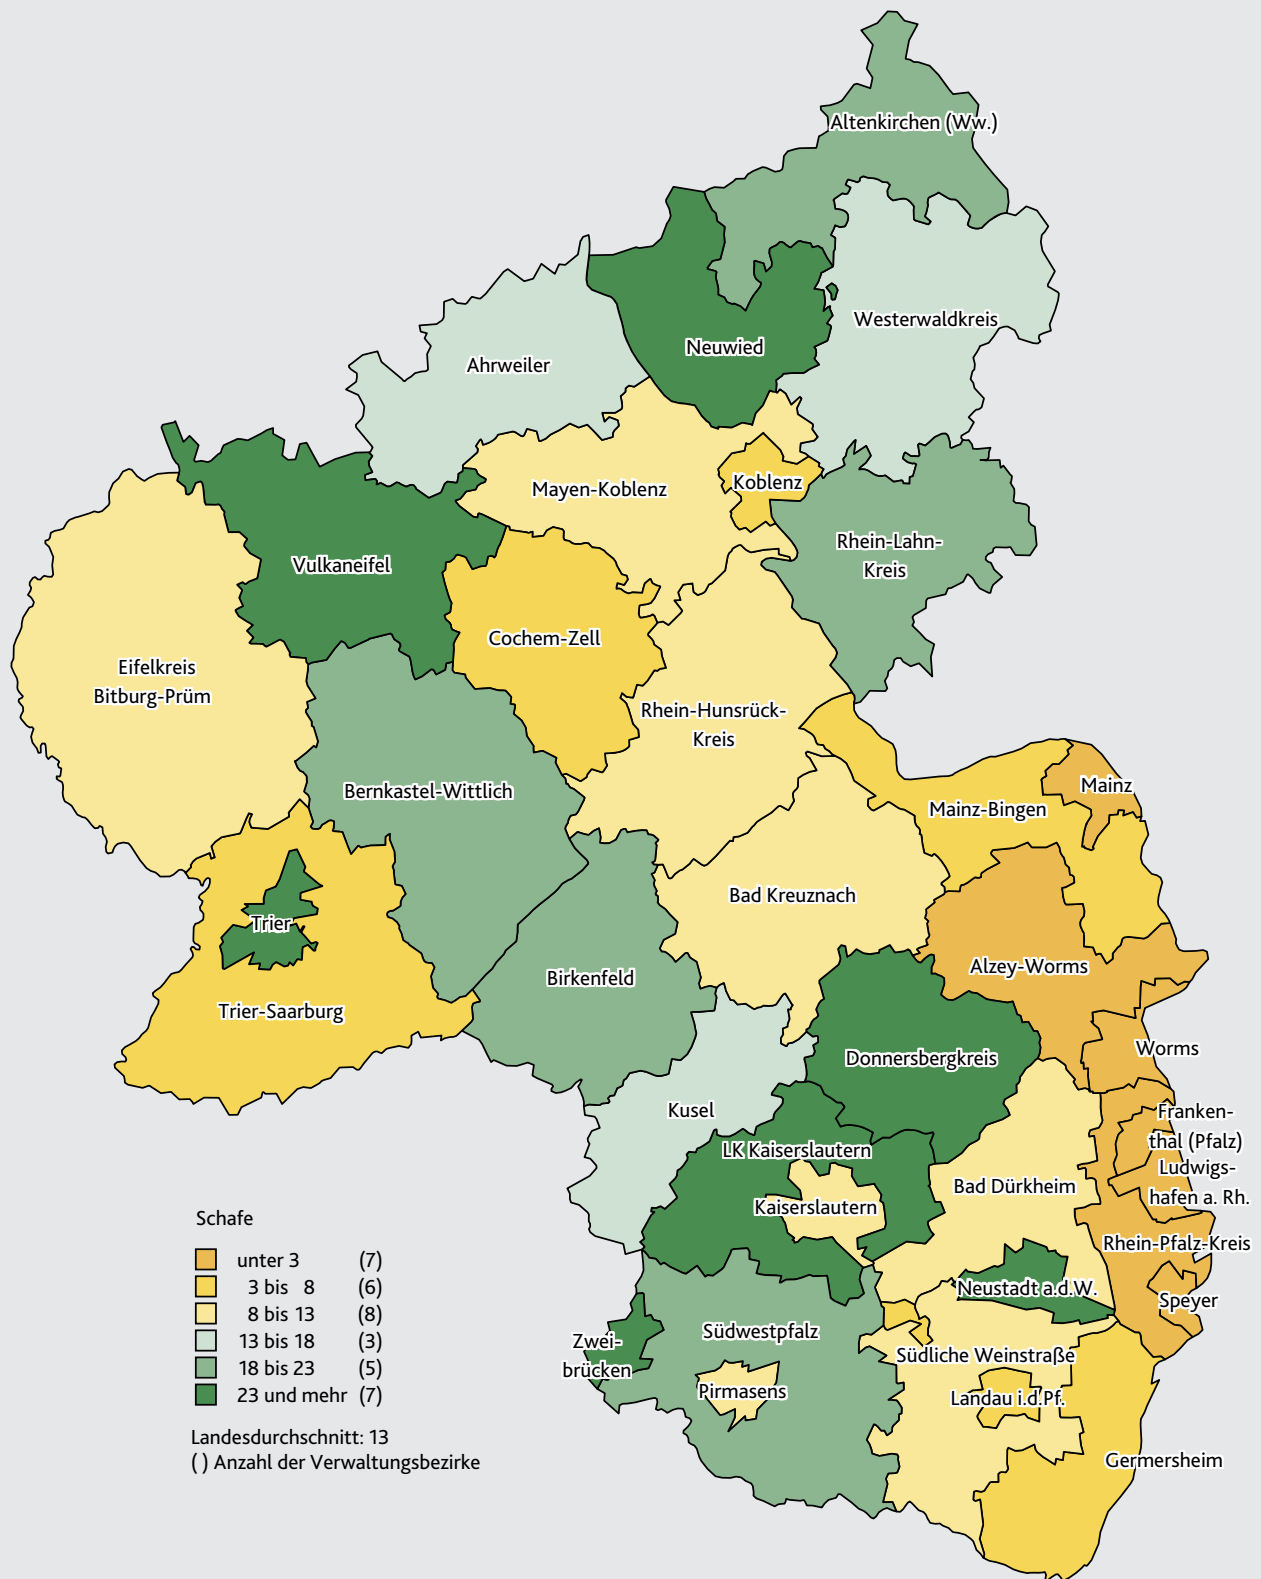 Altenkirchen (Ww.)
Westerwaldkreis
Neuwied
Ahrweiler
Mayen-Koblenz
Koblenz
Rhein-Lahn-
Kreis
Vulkaneifel
Cochem-Zell
Eifelkreis
Bitburg-Prüm
Rhein-Hunsrück-
Kreis
Bernkastel-Wittlich
Mainz
Mainz-Bingen
Bad Kreuznach
Trier
Alzey-Worms
Birkenfeld
Trier-Saarburg
Worms
Donnersbergkreis
Kusel
Franken-
thal (Pfalz)
LK Kaiserslautern
Ludwigs-
hafen a. Rh.
Bad Dürkheim
Kaiserslautern
Rhein-Pfalz-Kreis
Neustadt a.d.W.
Speyer
Südwestpfalz
Zwei-
brücken
Südliche Weinstraße
Pirmasens
Landau i.d.Pf.
Germersheim
Schafe
unter 3 (7)
3 bis 8 (6)
8 bis 13 (8)
13 bis 18 (3)
18 bis 23 (5)
23 und mehr (7)
Landesdurchschnitt: 13
( ) Anzahl der Verwaltungsbezirke